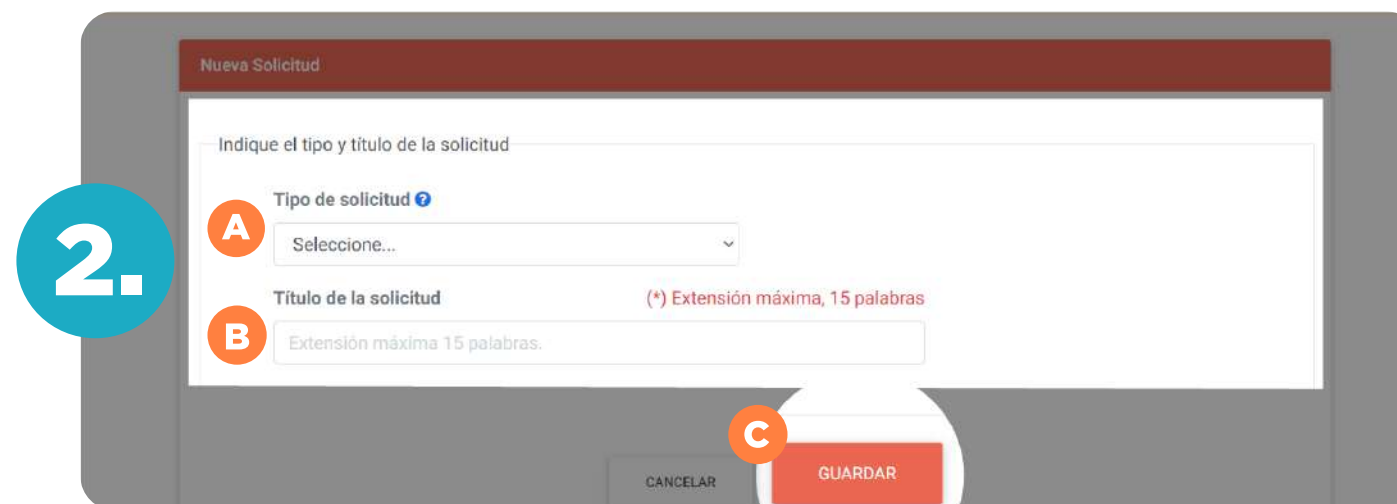 Nueva Solicitud
Indique el tipo y título de la solicitud
2.
Tipo de solicitud ?
A
Seleccione...
Título de la solicitud (*) Extensión máxima, 15 palabras
B
Extensión máxima 15 palabras.
C
CANCELAR GUARDAR